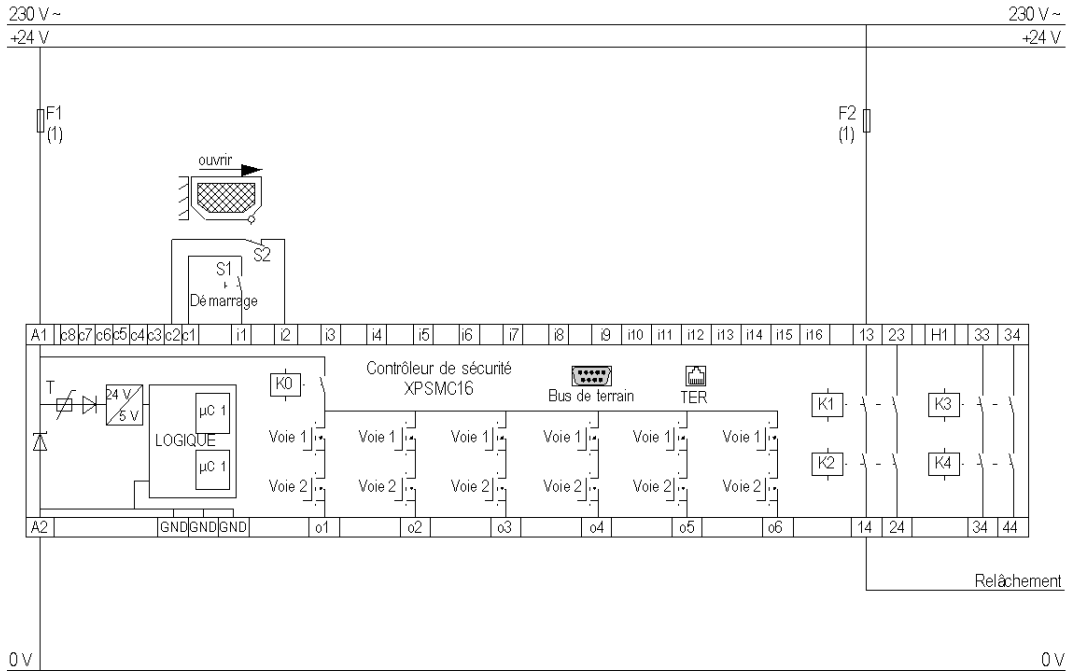 230 V~ 230 V~
+24 V +24 V
F1 F2
(1) (1)
ouvrir
S2
S1
Démarrage
A1 c8 c7 c6 c5 c4 c3 c2 c1 i1 i2 i3 i4 i5 i6 i7 i8 i9 i10 i11 i12 i13 i14 i15 i16 13 23 H1 33 34
Contrôleur de sécurité
XPSMC16
T K0 Bus de terrain TER
24 V
5 V
µC 1
K1 K3
LOGIQUE
Voie 1 Voie 1 Voie 1 Voie 1 Voie 1 Voie 1
µC 1
K2 K4
Voie 2 Voie 2 Voie 2 Voie 2 Voie 2 Voie 2
A2 GND GND GND o1 o2 o3 o4 o5 o6 14 24 34 44
Relâchement
0 V 0 V